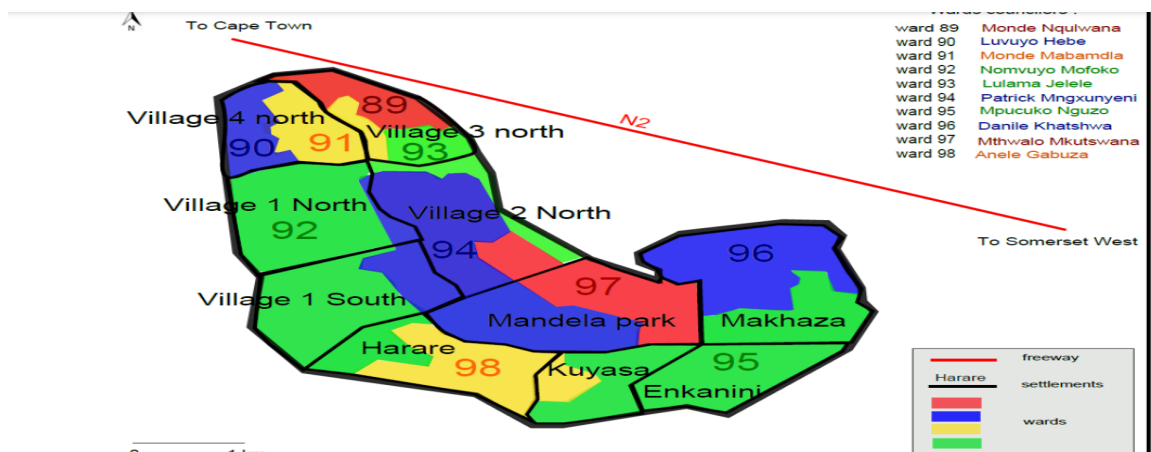 Wards councillors :
To Cape Town
N
ward 89 Monde Nqulwana
ward 90 Luvuyo Hebe
ward 91 Monde Mabamdla
ward 92 Nomvuyo Mofoko
ward 93 Lulama Jelele
ward 94 Patrick Mngxunyeni
ward 95 Mpucuko Nguzo
ward 96 Danile Khatshwa
ward 97 Mthwalo Mkutswana
ward 98 Anele Gabuza
89
Village 4 north
N2
Village 3 north
90
91
93
Village 1 North
Village 2 North
92
94
96
To Somerset West
97
Village 1 South
Mandela park
Makhaza
Harare
98
Kuyasa
95
Enkanini
freeway
Harare
settlements
wards